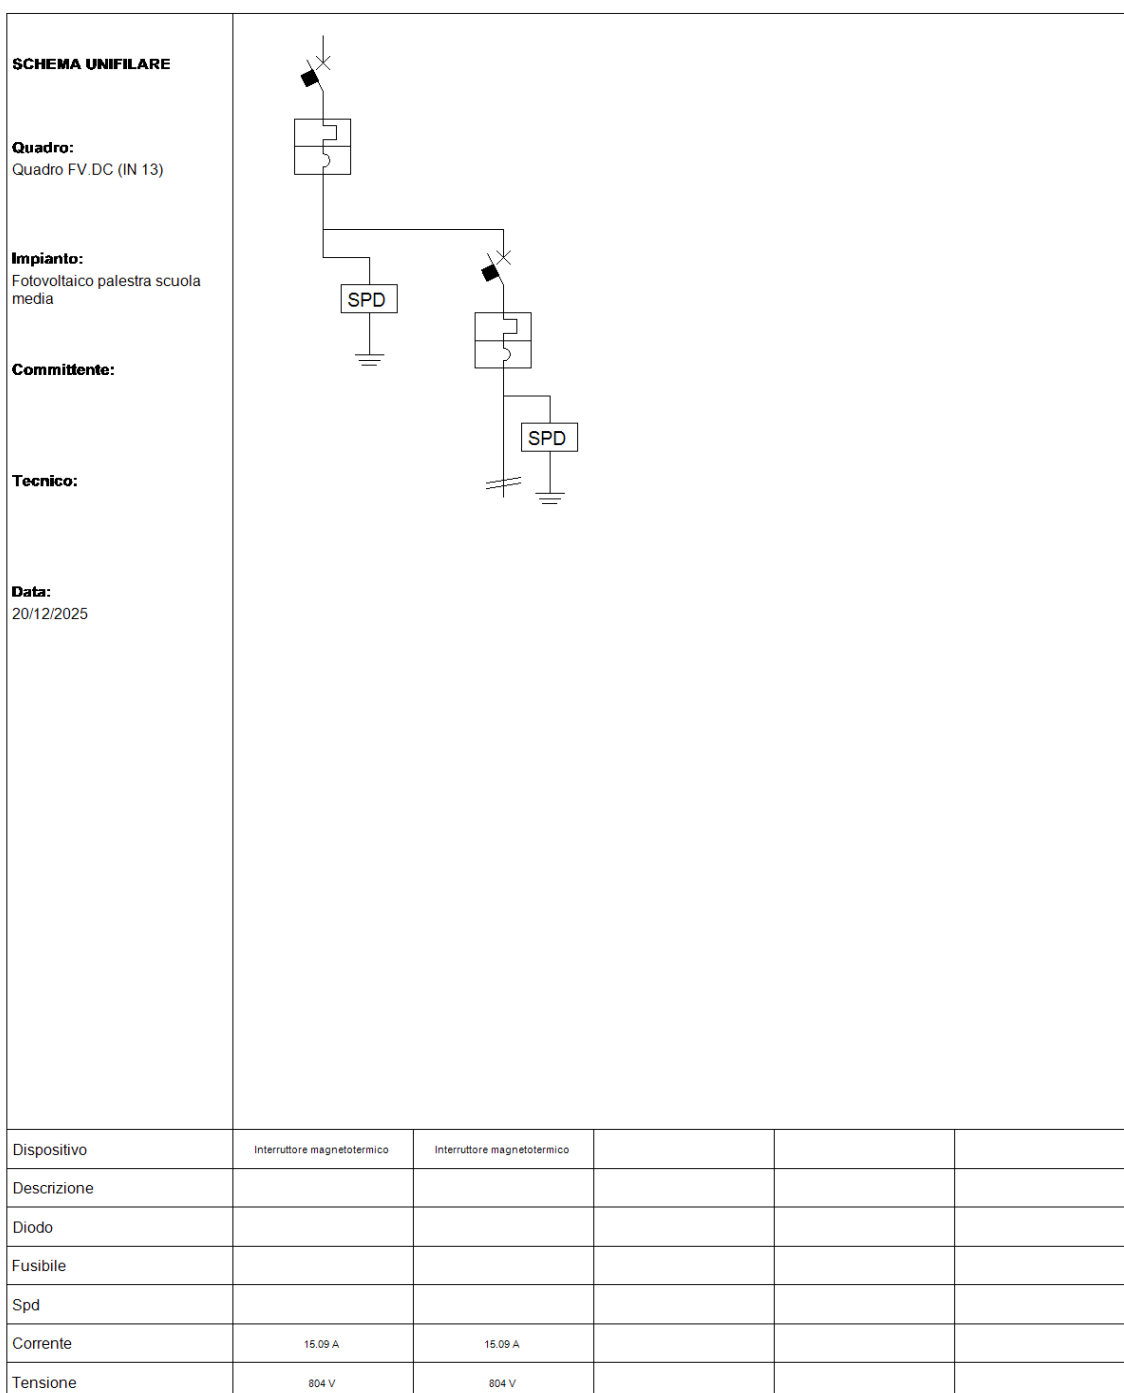 SCHEMA UNIFILARE
Quadro:
Quadro FV.DC (IN 13)
Impianto:
Fotovoltaico palestra scuola
media
Committente:
Tecnico:
Data:
20/12/2025
SPD
SPD
Dispositivo Interruttore magnetotermico Interruttore magnetotermico
Descrizione
Diodo
Fusibile
Spd
Corrente 15.09 A 15.09 A
Tensione 804 V 804 V